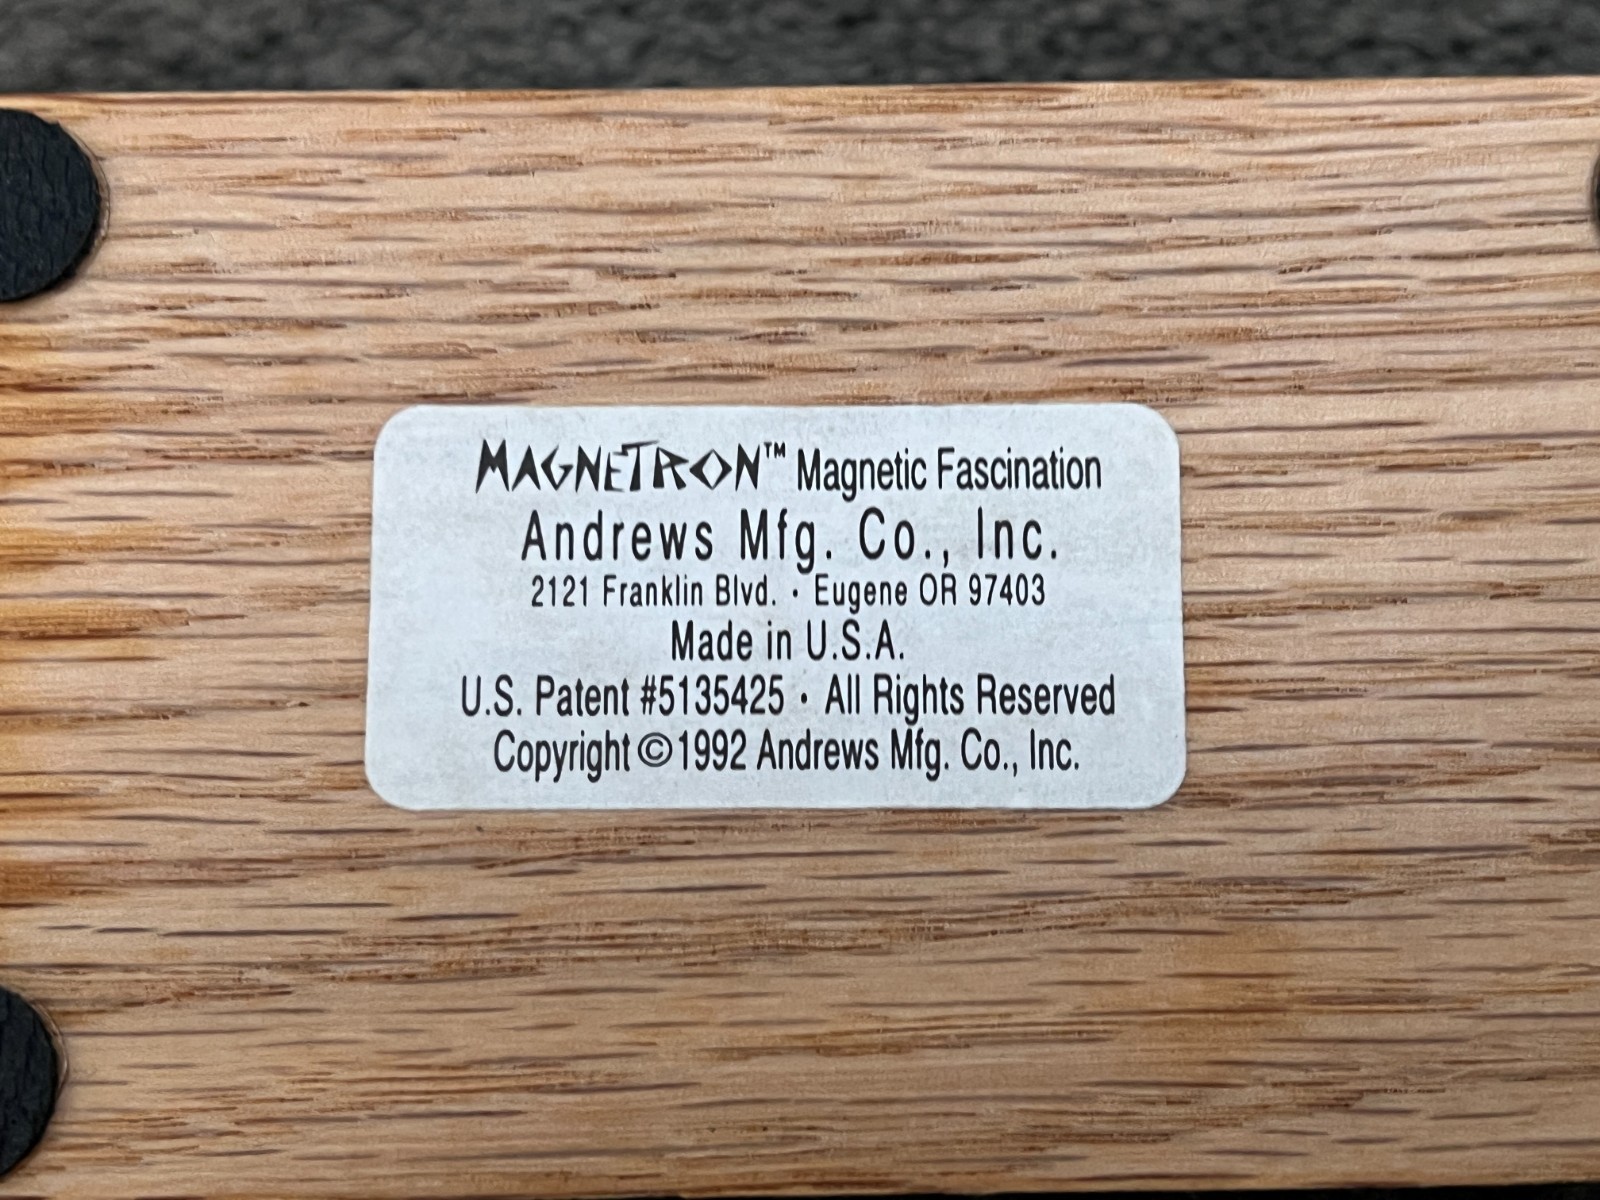 MAGNETRON™ Magnetic Fascination
Andrews Mfg. Co., Inc.
2121 Franklin Blvd. · Eugene OR 97403
Made in U.S.A.
U.S. Patent #5135425 · All Rights Reserved
Copyright ©1992 Andrews Mfg. Co., Inc.